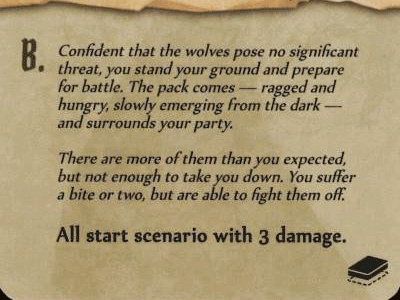 B. Confident that the wolves pose no significant
threat, you stand your ground and prepare
for battle. The pack comes — ragged and
hungry, slowly emerging from the dark —
and surrounds your party.
There are more of them than you expected,
but not enough to take you down. You suffer
a bite or two, but are able to fight them off.
All start scenario with 3 damage.